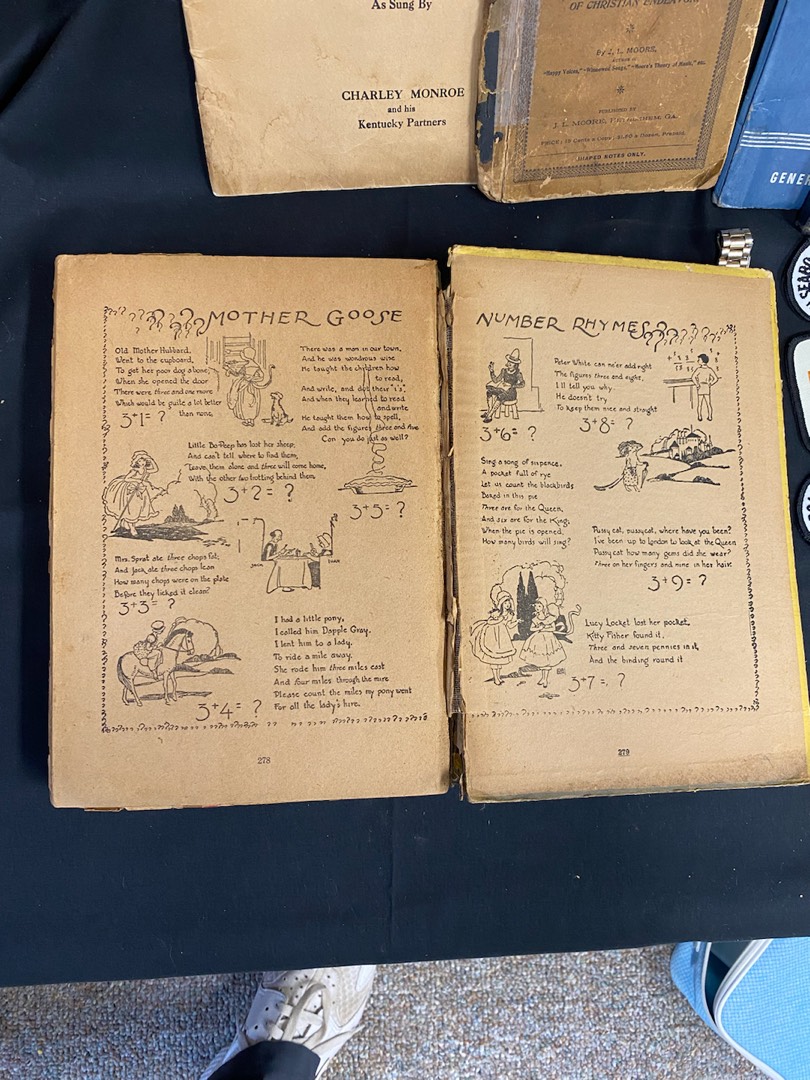 As Sung By
CHARLEY MONROE
and his
Kentucky Partners
OF CHRISTIAN ENDEAVOR.
By J. L. MOORE,
AUTHOR OF
"Happy Voices," "Winnowed Songs," "Moore's Theory of Music," etc.
PUBLISHED BY
J. L. MOORE, GA.
SHAPED NOTES ONLY.
GENER
SEARS
MOTHER GOOSE
Old Mother Hubbard,
Went to the cupboard,
To get her poor dog a bone;
When she opened the door
There were three and one more
Which would be quite a lot better
than none.
3+1= ?
There was a man in our town,
And he was wondrous wise
He taught the children how
to read,
And write, and dot their "i's",
And when they learned to read
and write
He taught them how to spell,
And add the figures three and five
Can you do just as well?
3+5= ?
Little Bo-Peep has lost her sheep,
And can't tell where to find them,
Leave them alone and three will come home,
With the other two trotting behind them.
3+2= ?
JACK
Mrs. Sprat ate three chops fat;
And Jack ate three chops lean
How many chops were on the plate
Before they licked it clean?
3+3= ?
I had a little pony,
I called him Dapple Gray,
I lent him to a lady,
To ride a mile away.
She rode him three miles east
And four miles through the mire
Please count the miles my pony went
For all the lady's hire.
3+4= ?
278
NUMBER RHYMES
Peter White can ne'er add right
The figures three and eight,
I'll tell you why
He doesn't try
To keep them nice and straight
3+8= ?
3+6= ?
Sing a song of sixpence,
A pocket full of rye
Let us count the blackbirds
Baked in this pie
Three are for the Queen,
And six are for the King,
When the pie is opened,
How many birds will sing?
Pussy cat, pussy cat, where have you been?
I've been up to London to look at the Queen
Pussy cat how many gems did she wear?
Three on her fingers and nine in her hair.
3+9= ?
Lucy Locket lost her pocket,
Kitty Fisher found it,
Three and seven pennies in it,
And the binding round it
3+7= ?
279